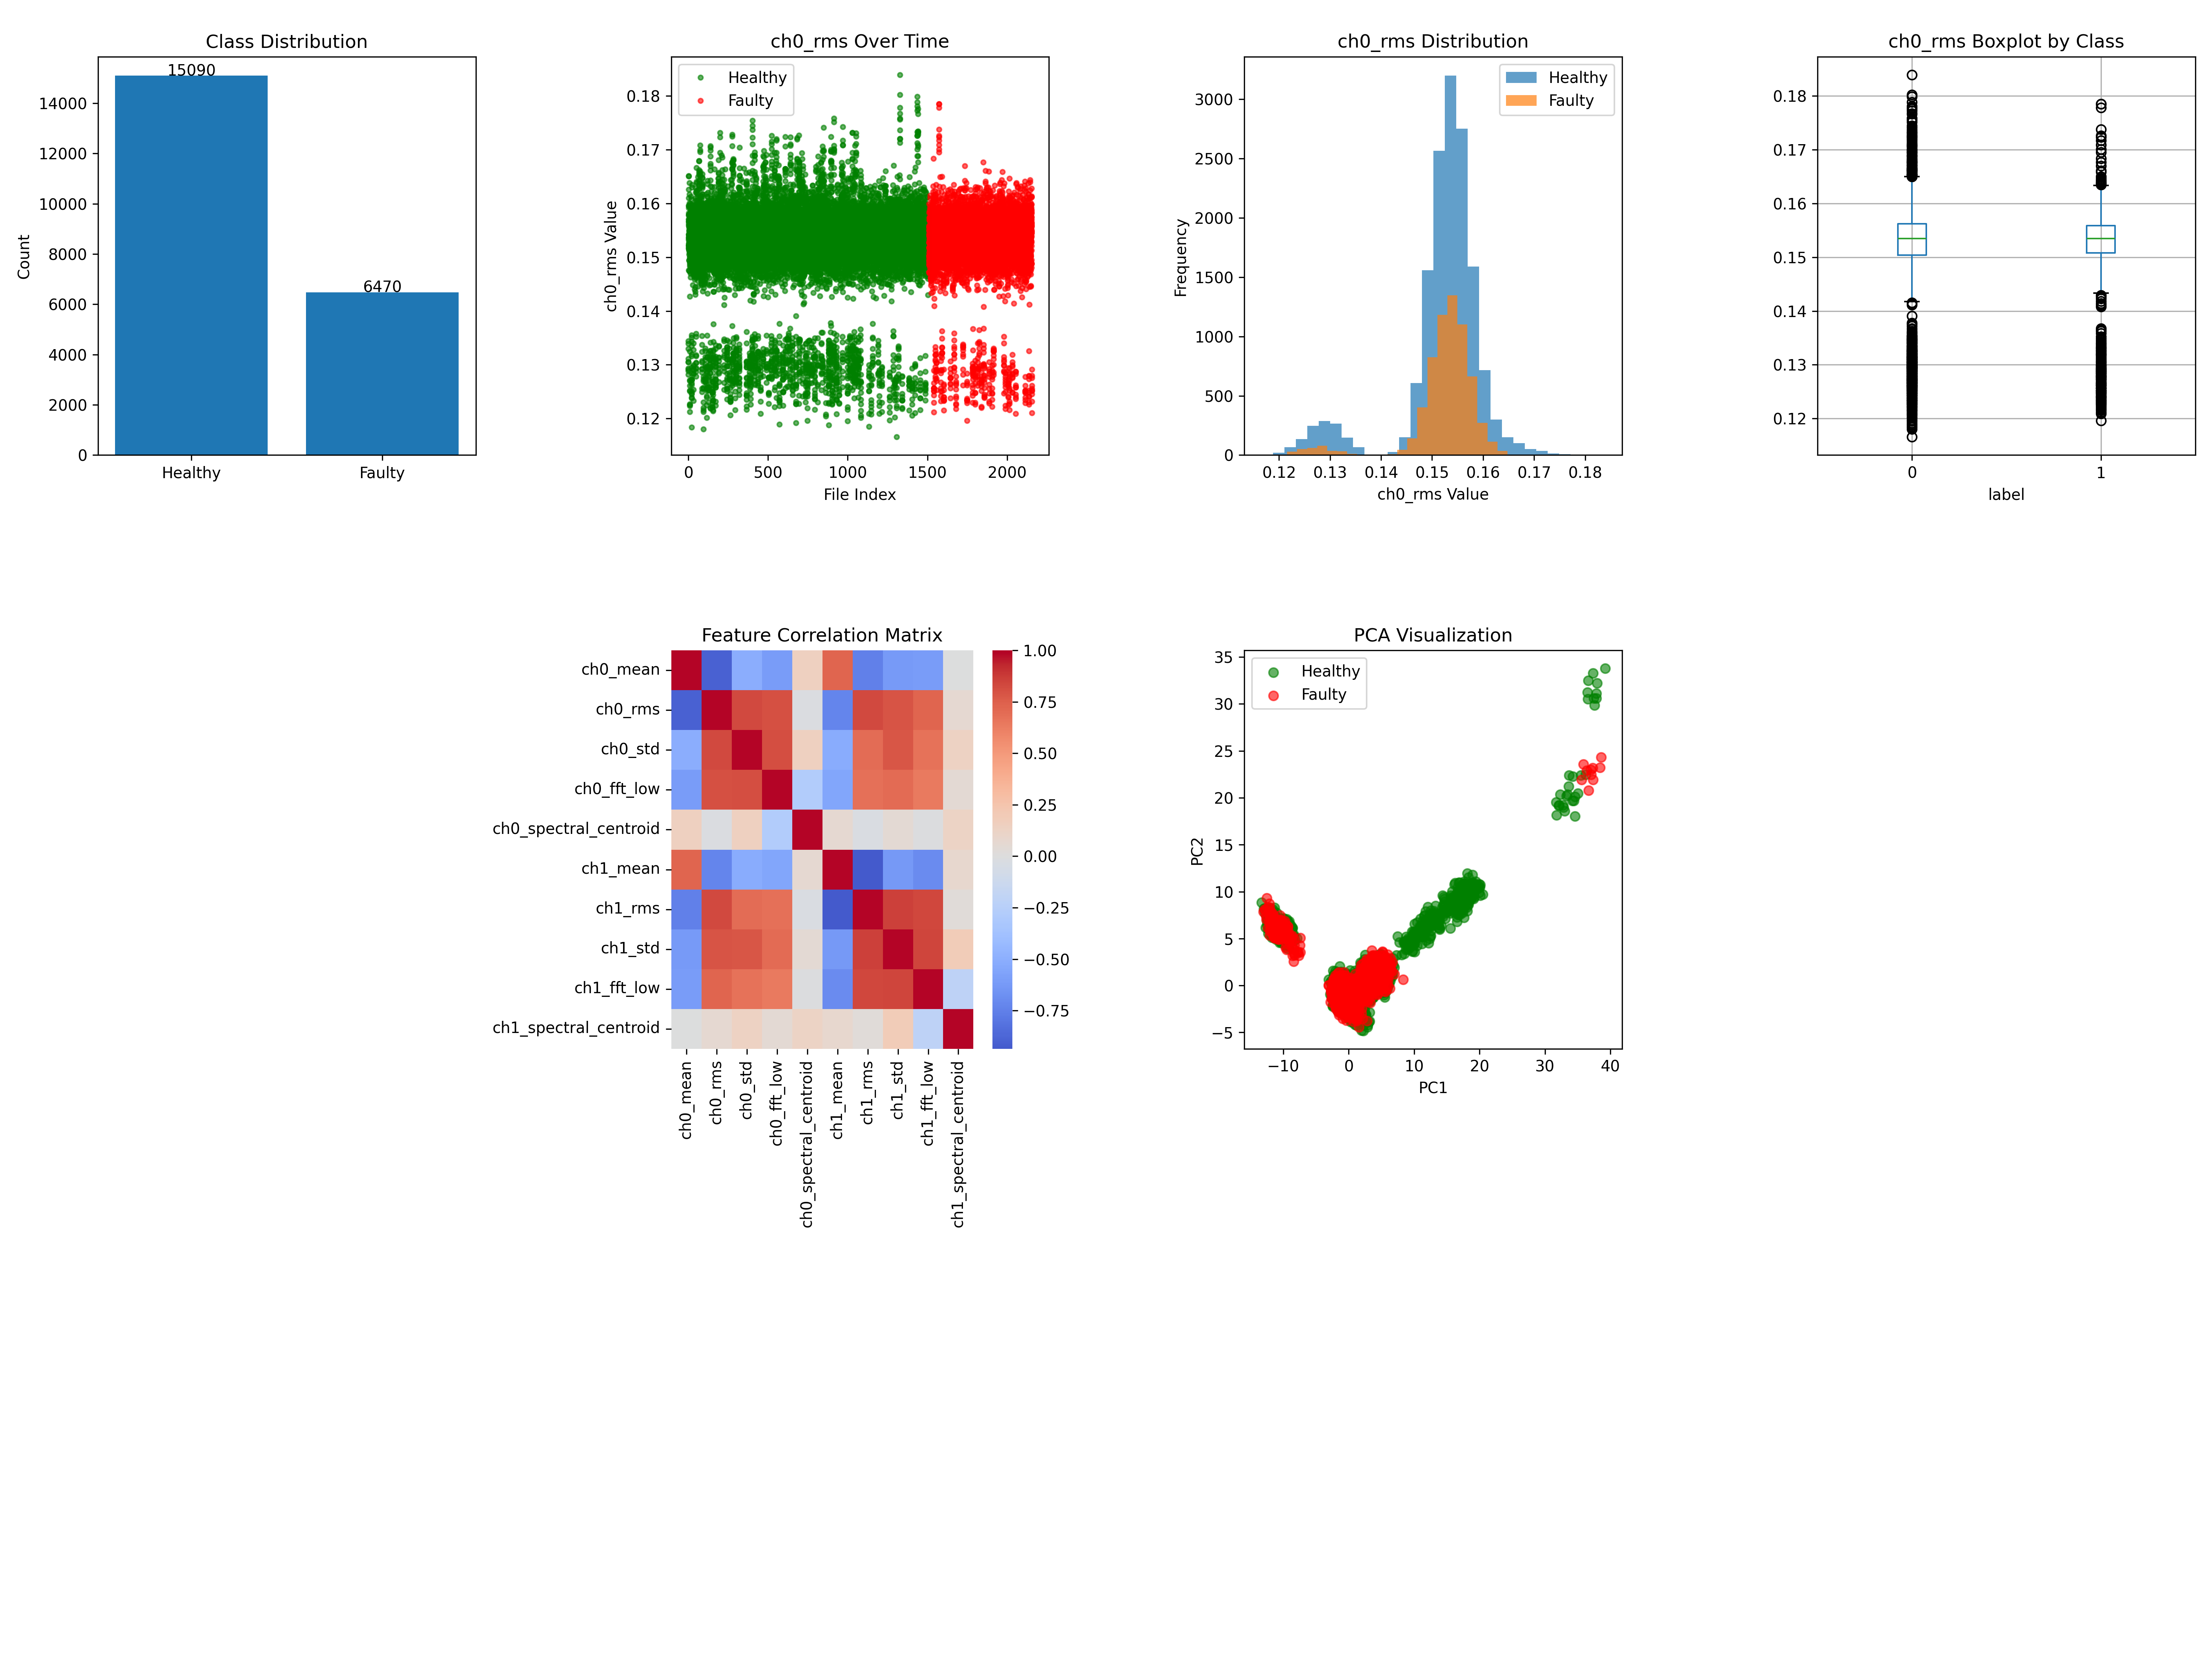 Class Distribution
15090
6470
14000
12000
10000
8000
6000
4000
2000
0
Count
Healthy
Faulty
ch0_rms Over Time
Healthy
Faulty
0.18
0.17
0.16
0.15
0.14
0.13
0.12
ch0_rms Value
0 500 1000 1500 2000
File Index
ch0_rms Distribution
Healthy
Faulty
3000
2500
2000
1500
1000
500
0
Frequency
0.12 0.13 0.14 0.15 0.16 0.17 0.18
ch0_rms Value
ch0_rms Boxplot by Class
0.18
0.17
0.16
0.15
0.14
0.13
0.12
0 1
label
Feature Correlation Matrix
ch0_mean
ch0_rms
ch0_std
ch0_fft_low
ch0_spectral_centroid
ch1_mean
ch1_rms
ch1_std
ch1_fft_low
ch1_spectral_centroid
ch0_mean
ch0_rms
ch0_std
ch0_fft_low
ch0_spectral_centroid
ch1_mean
ch1_rms
ch1_std
ch1_fft_low
ch1_spectral_centroid
1.00
0.75
0.50
0.25
0.00
−0.25
−0.50
−0.75
PCA Visualization
Healthy
Faulty
35
30
25
20
15
10
5
0
−5
PC2
−10 0 10 20 30 40
PC1